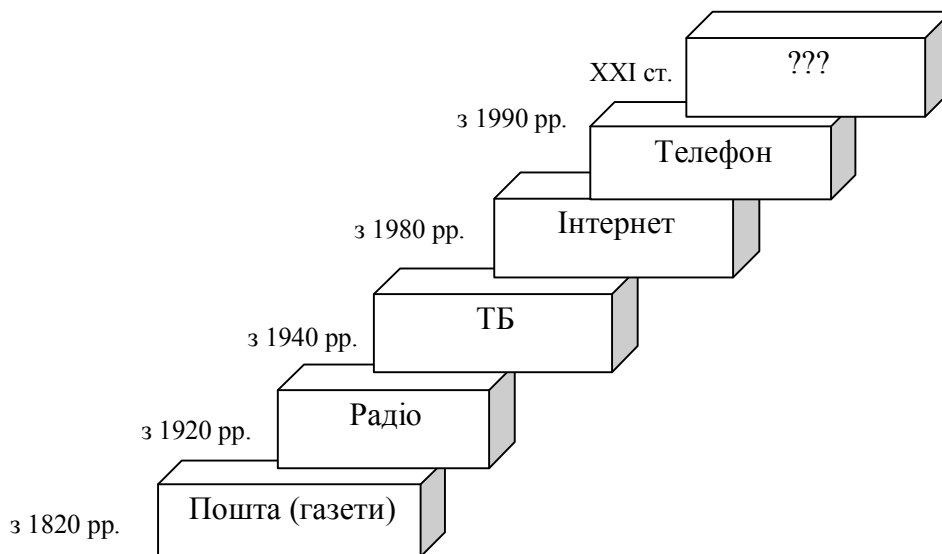 ???
XXI ст.
з 1990 рр.
Телефон
Інтернет
з 1980 рр.
ТБ
з 1940 рр.
Радіо
з 1920 рр.
Пошта (газети)
з 1820 рр.